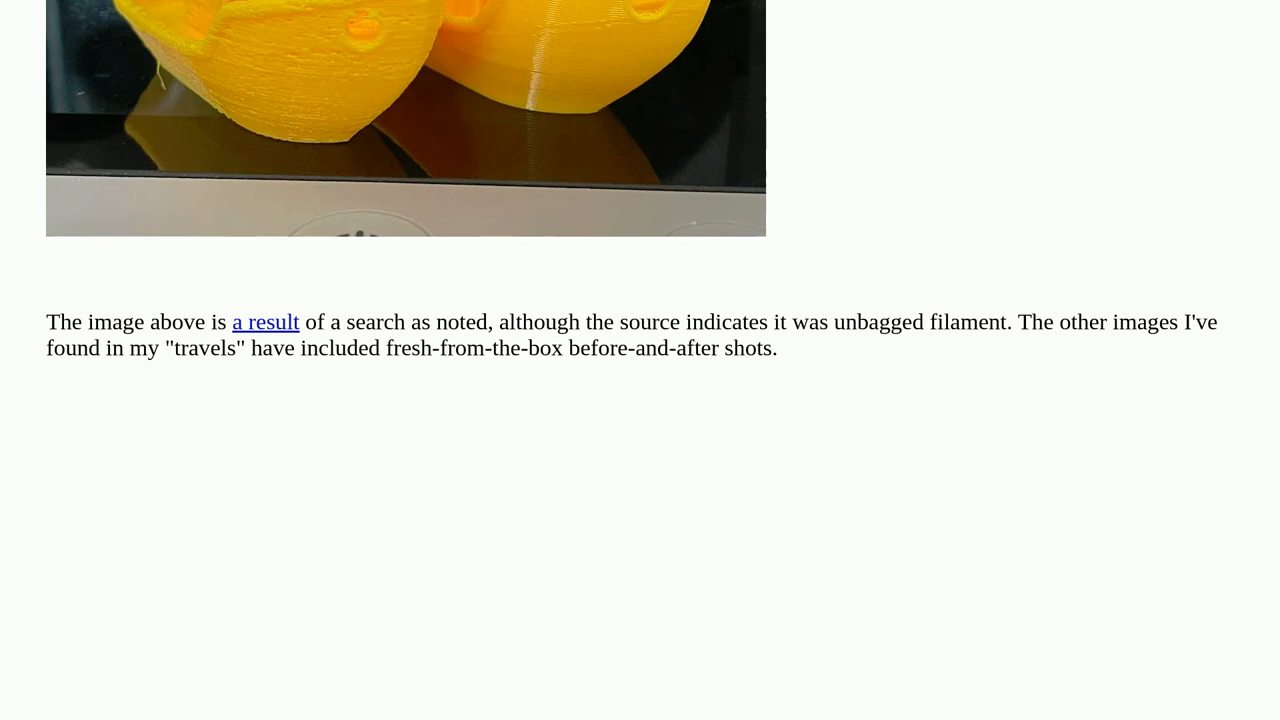 The image above is a result of a search as noted, although the source indicates it was unbagged filament. The other images I've
found in my "travels" have included fresh-from-the-box before-and-after shots.